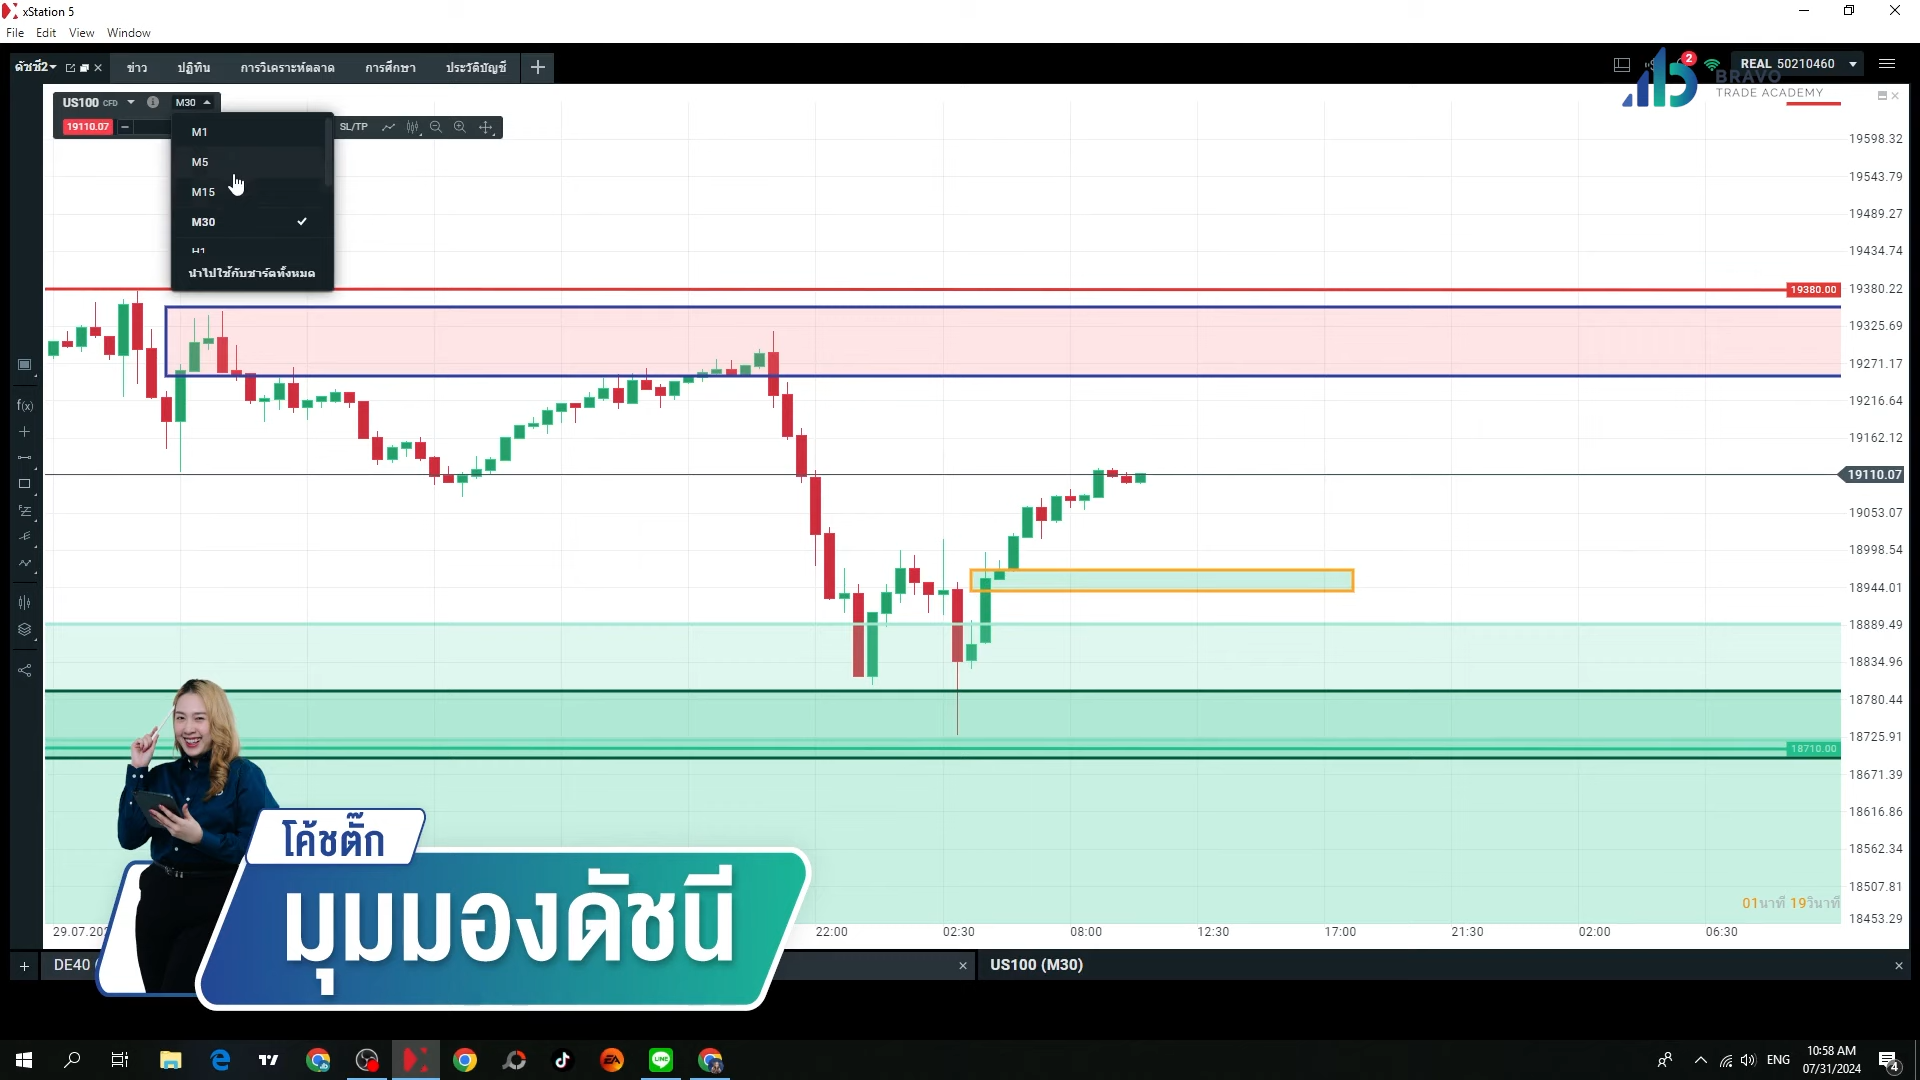 xStation 5
File Edit View Window
ดัชชี2 ข่าว ปฏิทิน การวิเคราะห์ตลาด การศึกษา ประวัติบัญชี
2 REAL 50210460
BRAVO
TRADE ACADEMY
US100 CFD M30
19110.07 SL/TP
M1
M5
M15
M30
H1
นำไปใช้กับชาร์ตทั้งหมด
f(x)
19598.32
19543.79
19489.27
19434.74
19380.00 19380.22
19325.69
19271.17
19216.64
19162.12
19110.07
19053.07
18998.54
18944.01
18889.49
18834.96
18780.44
18725.91
18710.00
18671.39
18616.86
18562.34
18507.81
01นาที 19วินาที
18453.29
22:00 02:30 08:00 12:30 17:00 21:30 02:00 06:30
โค้ชติ๊ก
มุมมองดัชนี
DE40
US100 (M30)
ENG
10:58 AM
07/31/2024
4